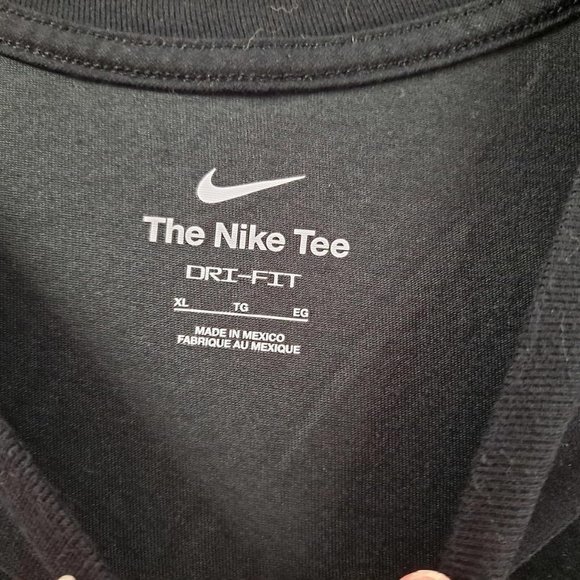 The Nike Tee
DRI-FIT
XL TG EG
MADE IN MEXICO
FABRIQUE AU MEXIQUE